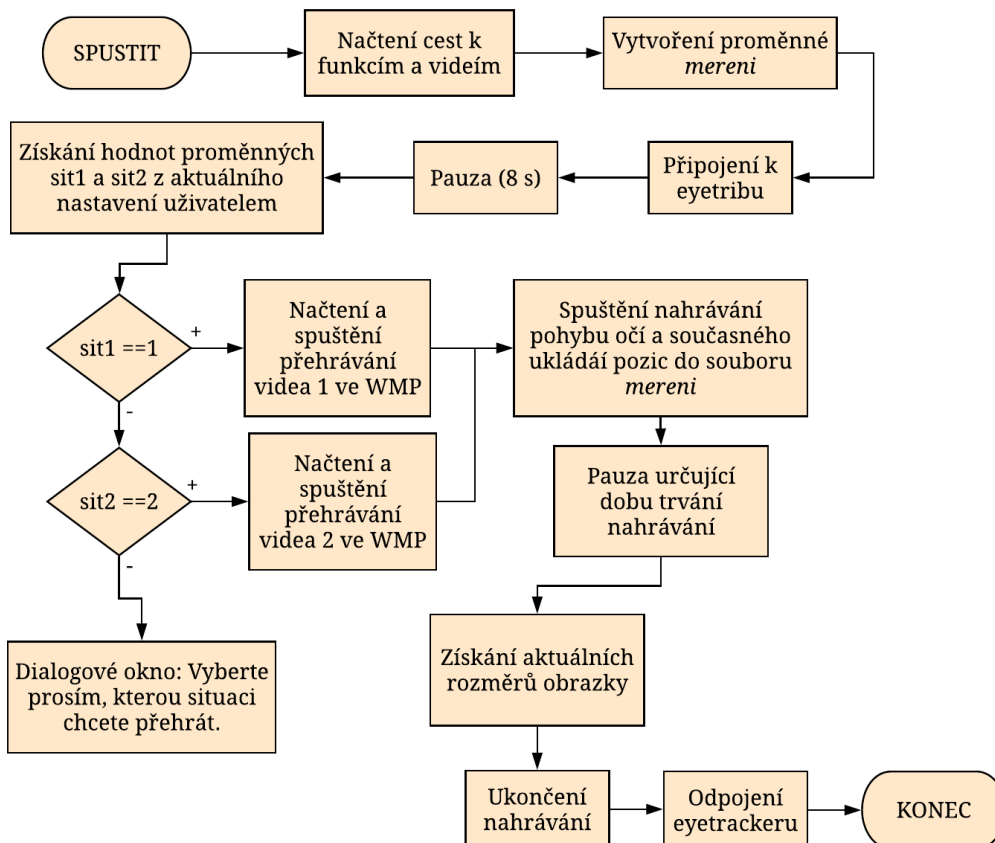 SPUSTIT
Načtení cest k
funkcím a videím
Vytvoření proměnné
mereni
Připojení k
eyetribu
Pauza (8 s)
Získání hodnot proměnných
sit1 a sit2 z aktuálního
nastavení uživatelem
sit1 ==1
+
-
Načtení a
spuštění
přehrávání
videa 1 ve WMP
sit2 ==2
+
-
Načtení a
spuštění
přehrávání
videa 2 ve WMP
Dialogové okno: Vyberte
prosím, kterou situaci
chcete přehrát.
Spuštění nahrávání
pohybu očí a současného
ukládáí pozic do souboru
mereni
Pauza určující
dobu trvání
nahrávání
Získání aktuálních
rozměrů obrazky
Ukončení
nahrávání
Odpojení
eyetrackeru
KONEC